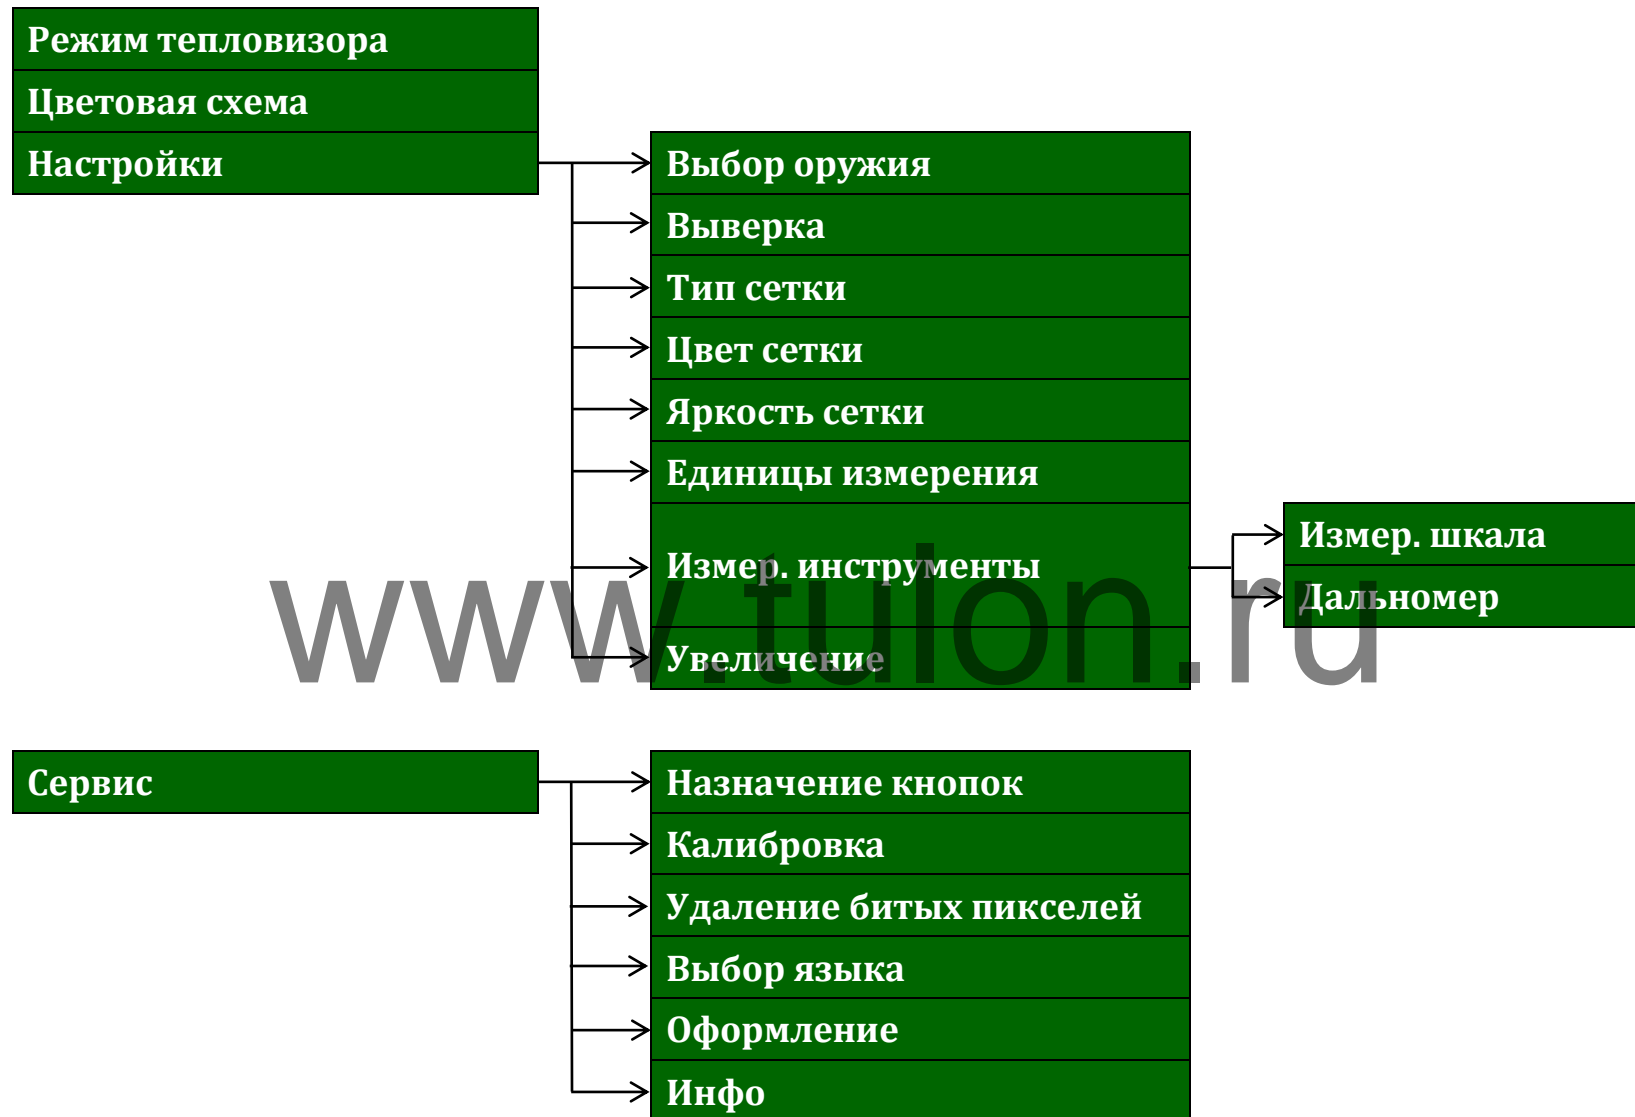 Режим тепловизора
Цветовая схема
Настройки
Выбор оружия
Выверка
Тип сетки
Цвет сетки
Яркость сетки
Единицы измерения
Измер. инструменты
Увеличение
Измер. шкала
Дальномер
www.tulon.ru
Сервис
Назначение кнопок
Калибровка
Удаление битых пикселей
Выбор языка
Оформление
Инфо